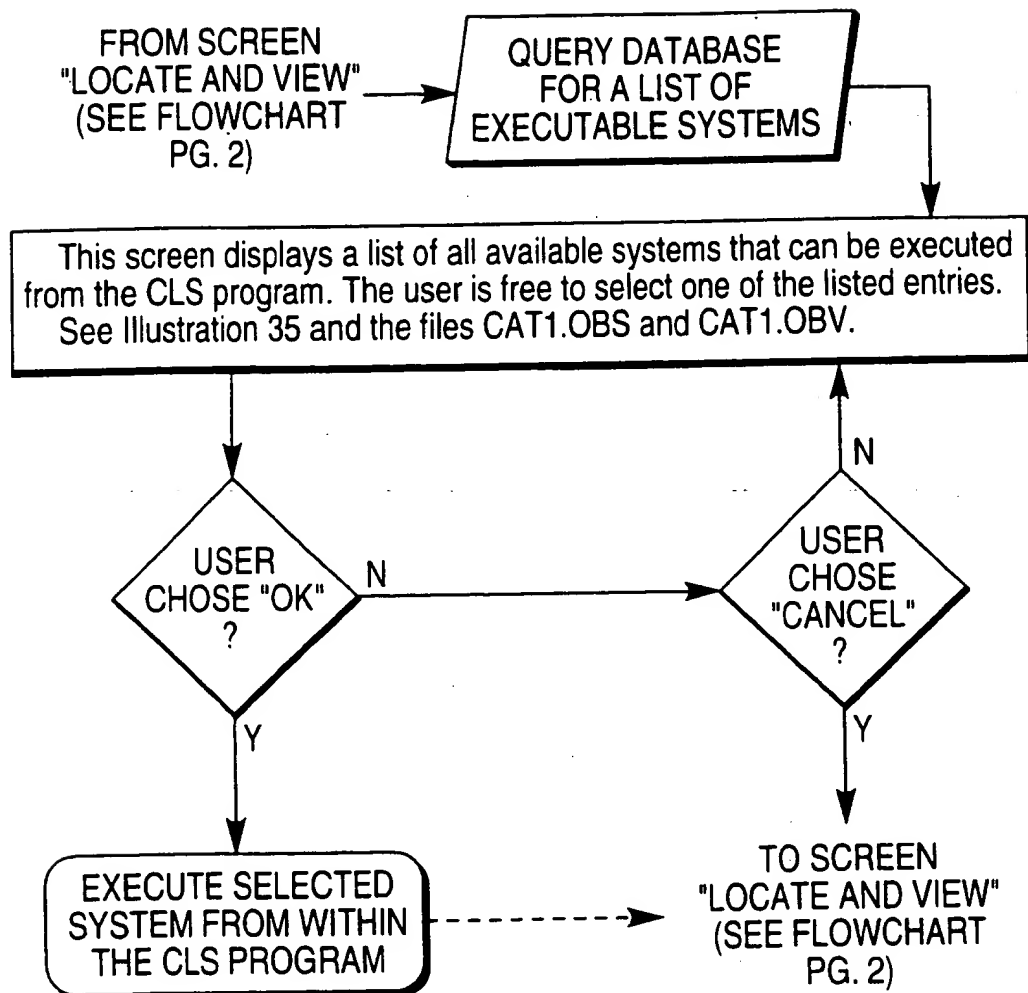 FROM SCREEN
"LOCATE AND VIEW"
(SEE FLOWCHART
PG. 2)
QUERY DATABASE
FOR A LIST OF
EXECUTABLE SYSTEMS
This screen displays a list of all available systems that can be executed
from the CLS program. The user is free to select one of the listed entries.
See Illustration 35 and the files CAT1.OBS and CAT1.OBV.
USER
CHOSE "OK"
?
N
Y
USER
CHOSE
"CANCEL"
?
N
Y
EXECUTE SELECTED
SYSTEM FROM WITHIN
THE CLS PROGRAM
TO SCREEN
"LOCATE AND VIEW"
(SEE FLOWCHART
PG. 2)